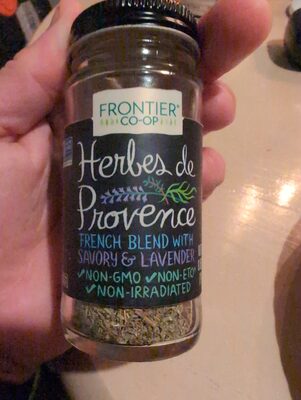 FRONTIER®
CO-OP
Herbes de
Provence
FRENCH BLEND WITH
SAVORY & LAVENDER
✓NON-GMO ✓NON-ETO
✓NON-IRRADIATED